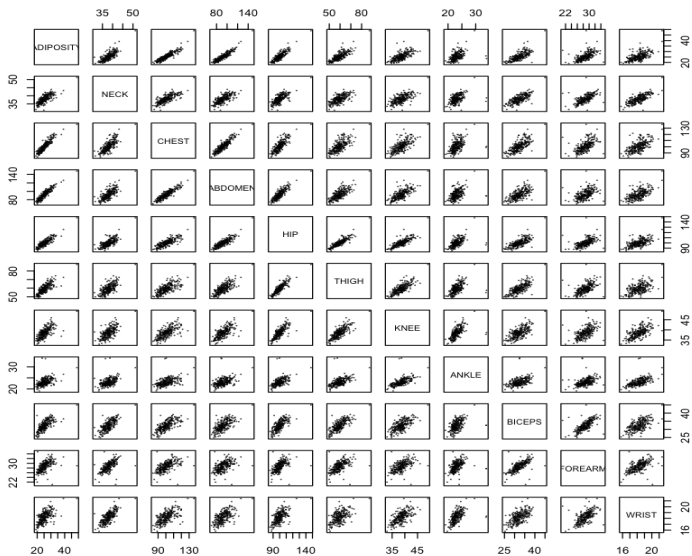 35 50
80 140
50 80
20 30
22 30
ADIPOSITY
20 40
35 50
NECK
CHEST
90 130
80 140
ABDOMEN
HIP
90 140
50 80
THIGH
KNEE
35 45
20 30
ANKLE
BICEPS
25 40
22 30
FOREARM
WRIST
16 20
20 40
90 130
90 140
35 45
25 40
16 20